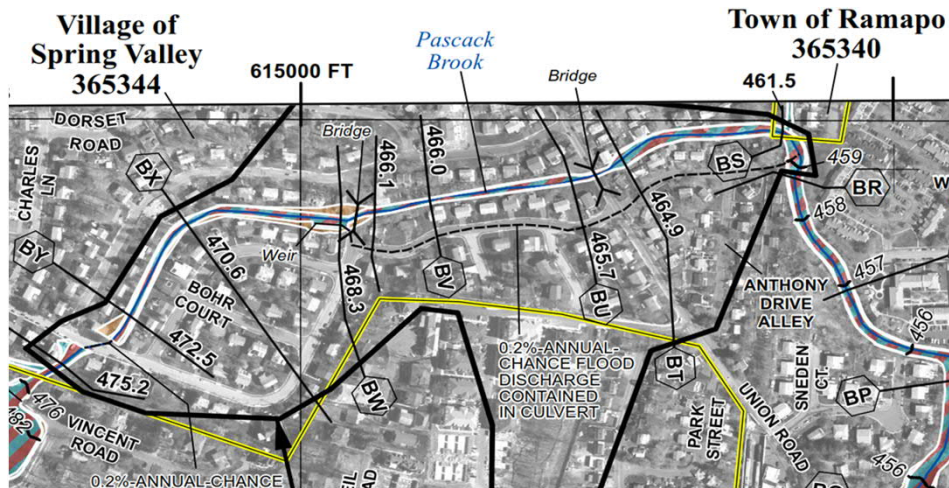 Village of
Spring Valley
365344
615000 FT
Pascack
Brook
Bridge
Town of Ramapo
365340
461.5
DORSET
ROAD
CHARLES
LN
BX
Bridge
466.1
466.0
BS
459
BR
W
458
BY
470.6
Weir
468.3
BV
465.7
464.9
BU
457
BOHR
COURT
ANTHONY
DRIVE
ALLEY
456
472.5
475.2
0.2%-ANNUAL-
CHANCE FLOOD
DISCHARGE
CONTAINED
IN CULVERT
BT
SNEDEN
CT.
BW
BP
476
482
VINCENT
ROAD
PARK
STREET
UNION ROAD
456
0.2%-ANNUAL-CHANCE